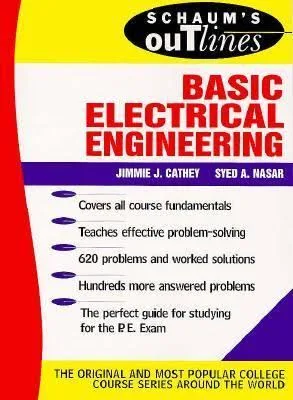 SCHAUM'S
OUTlines
BASIC
ELECTRICAL
ENGINEERING
JIMMIE J. CATHEY SYED A. NASAR
Covers all course fundamentals
Teaches effective problem-solving
620 problems and worked solutions
Hundreds more answered problems
The perfect guide for studying
for the P.E. Exam
THE ORIGINAL AND MOST POPULAR COLLEGE
COURSE SERIES AROUND THE WORLD